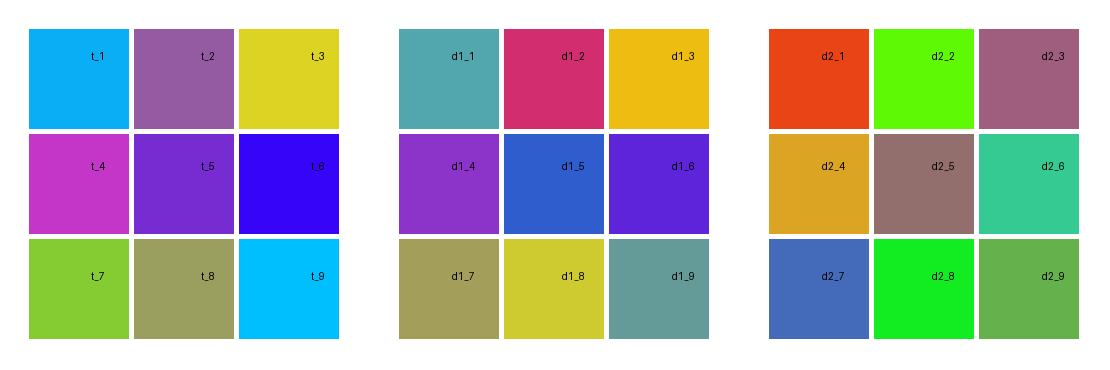 t_1 t_2 t_3 d1_1 d1_2 d1_3 d2_1 d2_2 d2_3
t_4 t_5 t_6 d1_4 d1_5 d1_6 d2_4 d2_5 d2_6
t_7 t_8 t_9 d1_7 d1_8 d1_9 d2_7 d2_8 d2_9